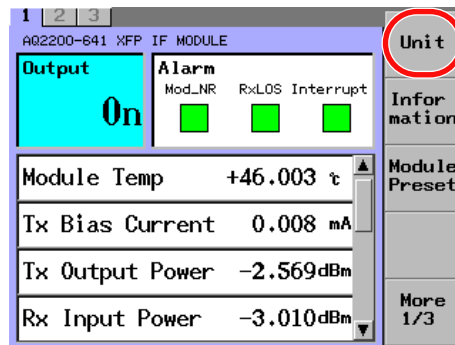 1 2 3
AQ2200-641 XFP IF MODULE
Output
On
Alarm
Mod_NR RxLOS Interrupt
Module Temp +46.003 ℃
Tx Bias Current 0.008 mA
Tx Output Power -2.569dBm
Rx Input Power -3.010dBm
Unit
Infor
mation
Module
Preset
More
1/3